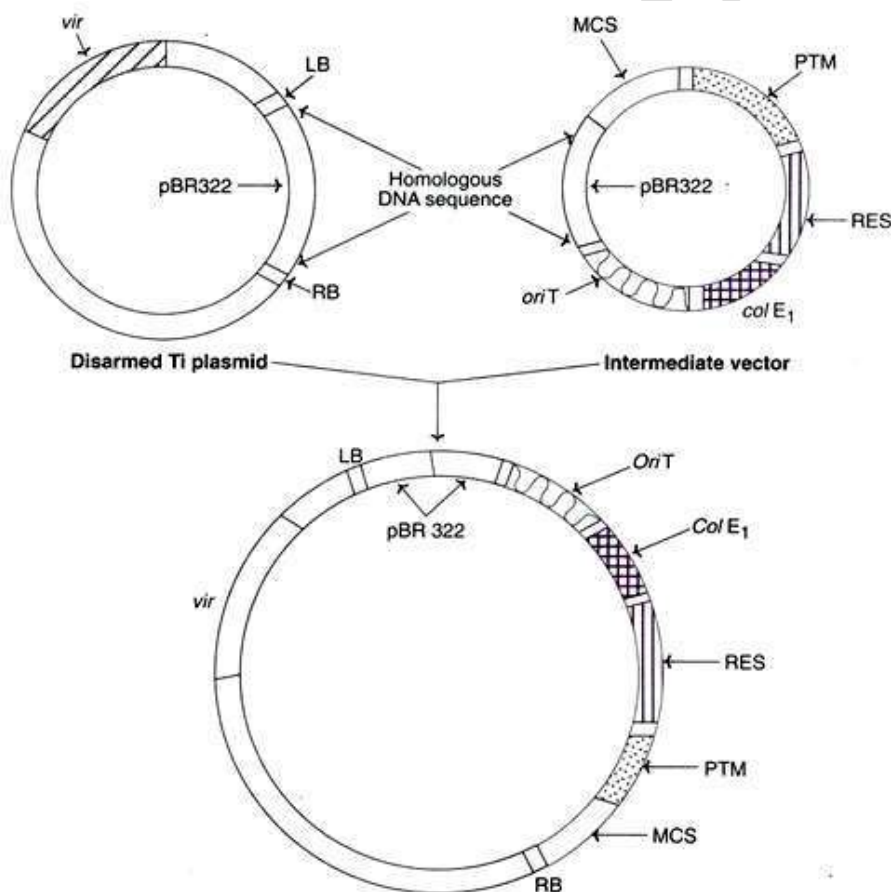 vir
LB
pBR322
Homologous
DNA sequence
RB
Disarmed Ti plasmid
MCS
PTM
pBR322
RES
oriT
col E1
Intermediate vector
LB
OriT
pBR 322
Col E1
vir
RES
PTM
MCS
RB